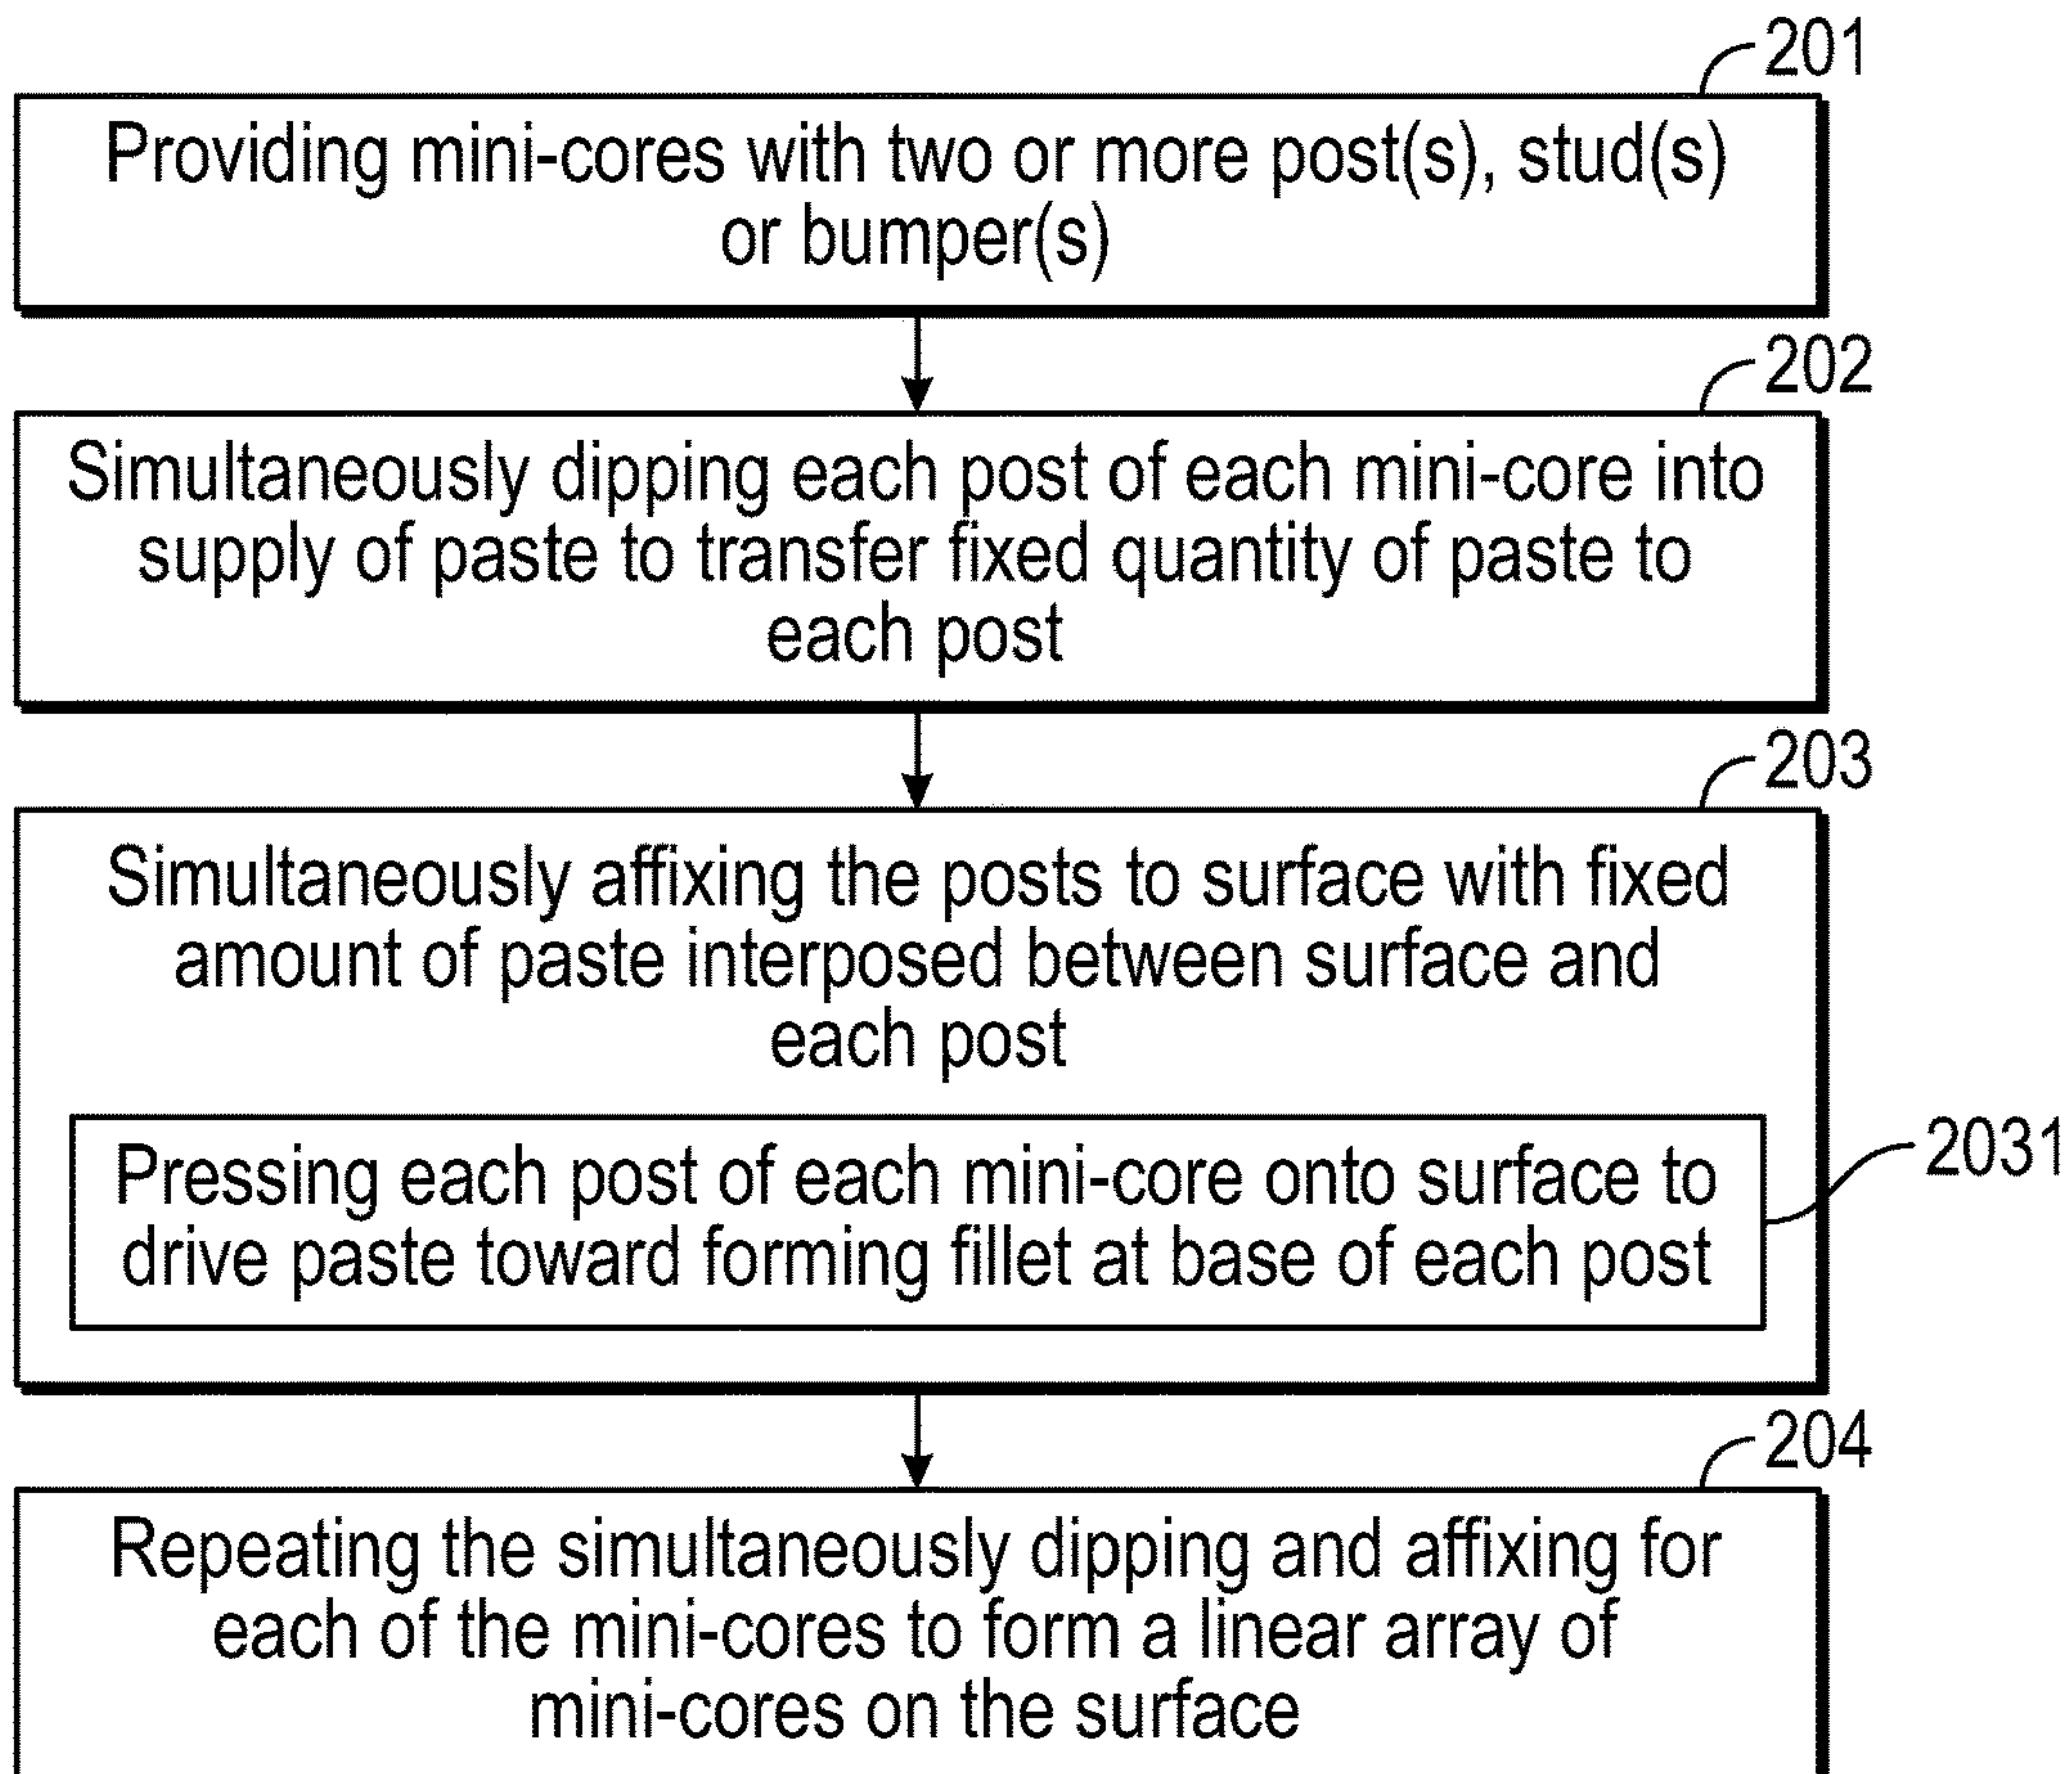 201
Providing mini-cores with two or more post(s), stud(s)
or bumper(s)
202
Simultaneously dipping each post of each mini-core into
supply of paste to transfer fixed quantity of paste to
each post
203
Simultaneously affixing the posts to surface with fixed
amount of paste interposed between surface and
each post
2031
Pressing each post of each mini-core onto surface to
drive paste toward forming fillet at base of each post
204
Repeating the simultaneously dipping and affixing for
each of the mini-cores to form a linear array of
mini-cores on the surface